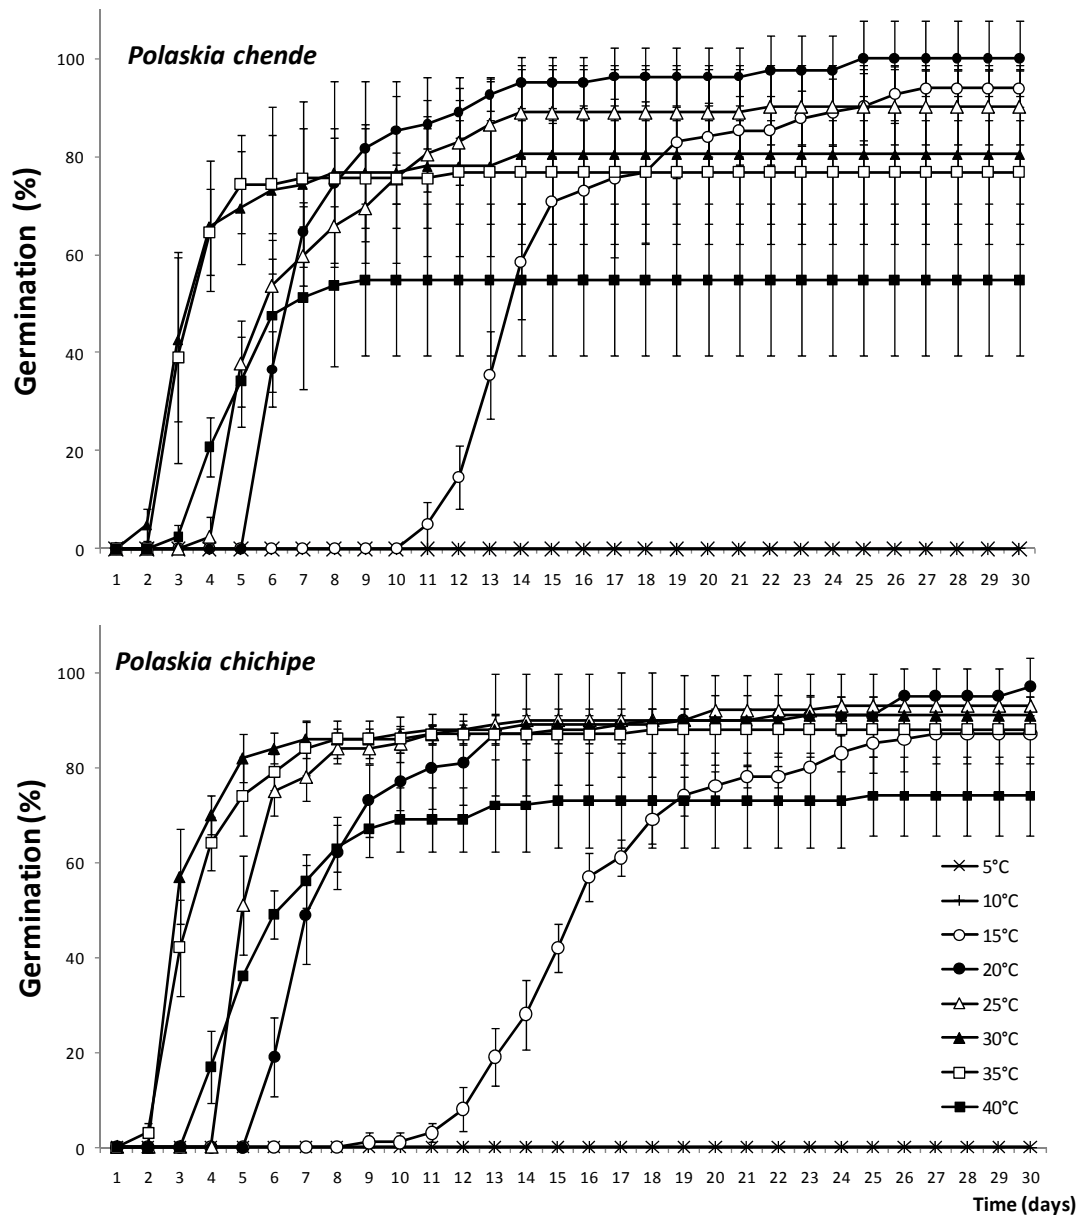 Polaskia chende
Germination (%)
100
80
60
40
20
0
1 2 3 4 5 6 7 8 9 10 11 12 13 14 15 16 17 18 19 20 21 22 23 24 25 26 27 28 29 30
Polaskia chichipe
Germination (%)
100
80
60
40
20
0
5°C
10°C
15°C
20°C
25°C
30°C
35°C
40°C
1 2 3 4 5 6 7 8 9 10 11 12 13 14 15 16 17 18 19 20 21 22 23 24 25 26 27 28 29 30
Time (days)